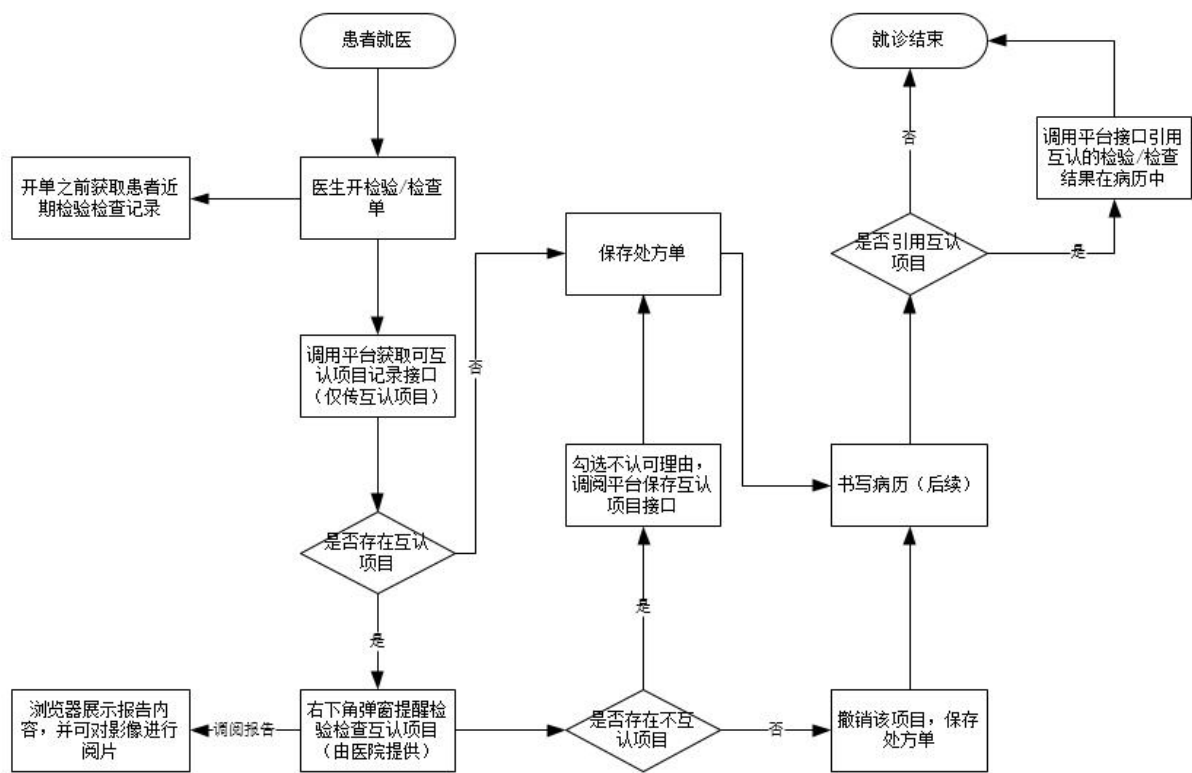 患者就医
就诊结束
开单之前获取患者近
期检验检查记录
医生开检验/检查
单
调用平台接口引用
互认的检验/检查
结果在病历中
否
保存处方单
是否引用互认
项目
是
调用平台获取可互
认项目记录接口
（仅传互认项目）
否
勾选不认可理由，
调阅平台保存互认
项目接口
书写病历（后续）
是否存在互认
项目
是
是
浏览器展示报告内
容，并可对影像进行
阅片
调阅报告
右下角弹窗提醒检
验检查互认项目
（由医院提供）
是否存在不互
认项目
否
撤销该项目，保存
处方单